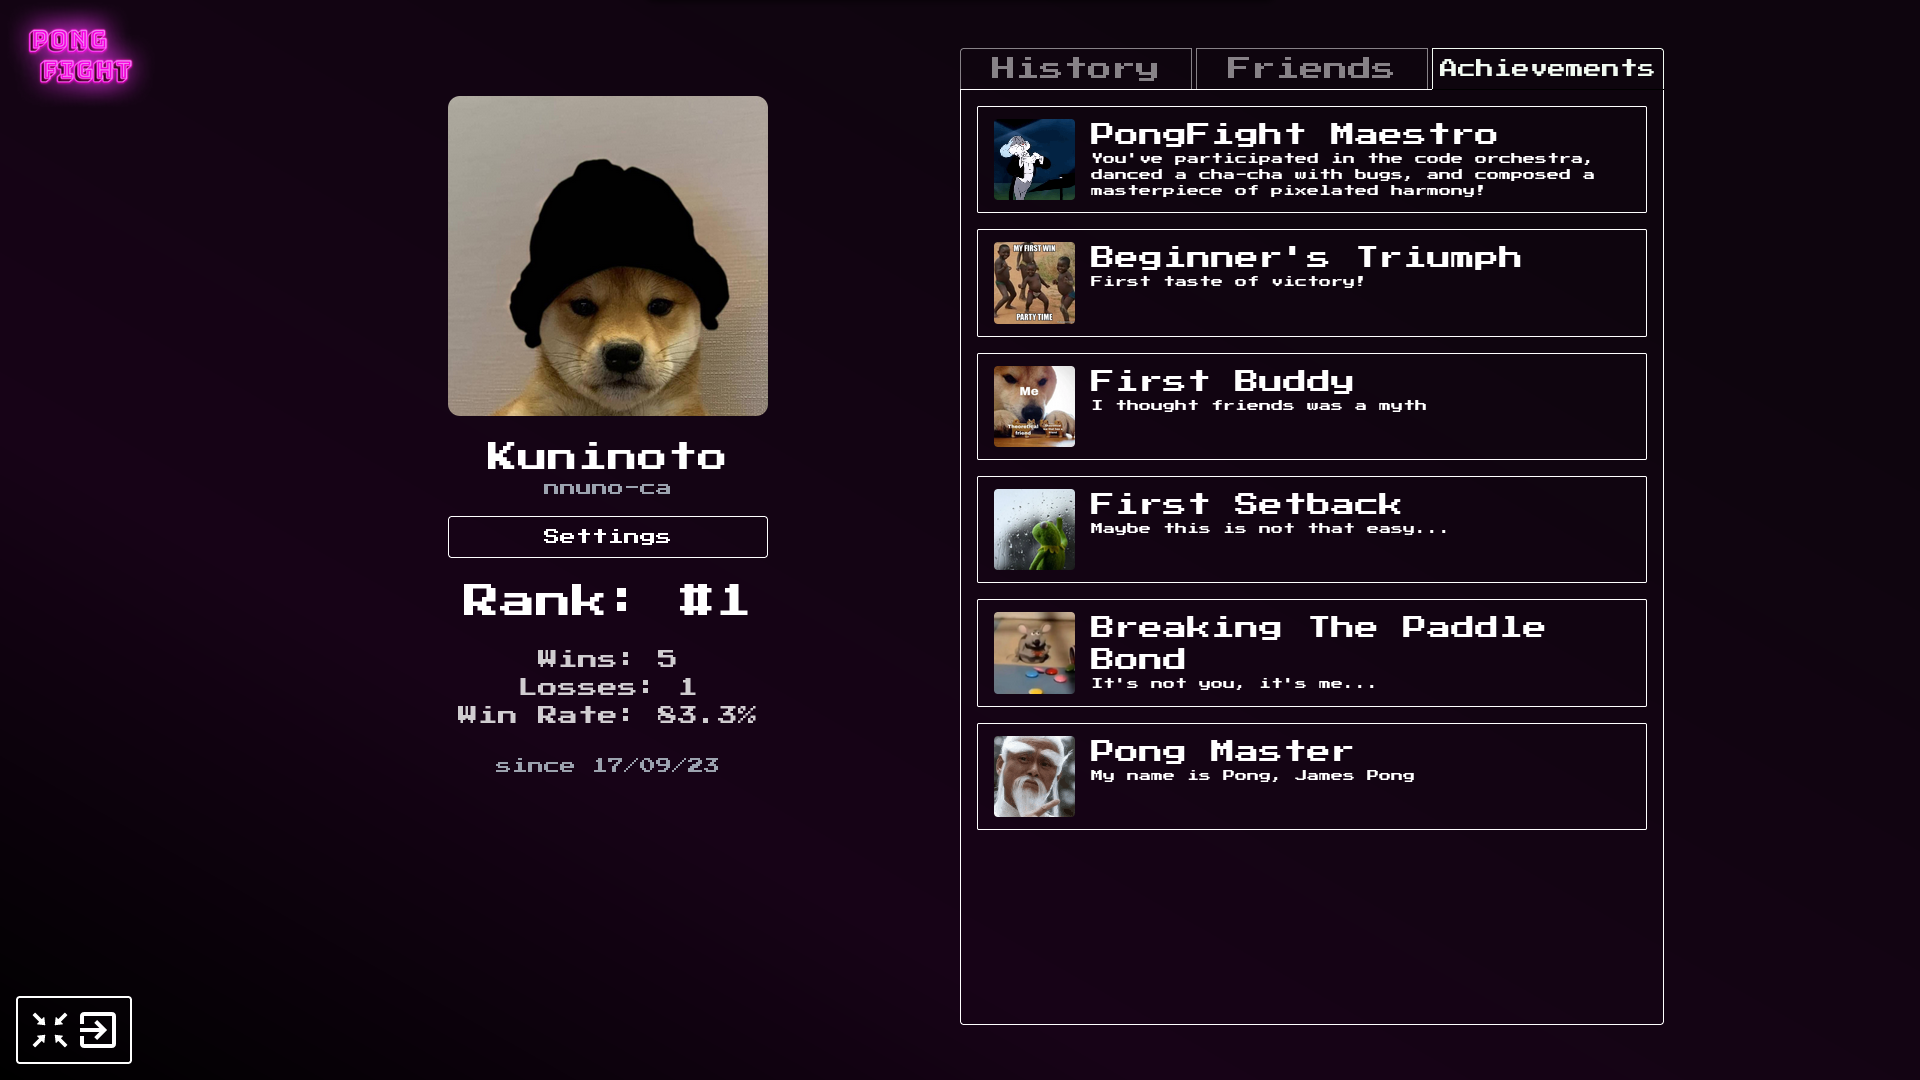 PONG
FIGHT
Kuninoto
nnuno-ca
Settings
Rank: #1
Wins: 5
Losses: 1
Win Rate: 83.3%
since 17/09/23
History
Friends
Achievements
PongFight Maestro
You've participated in the code orchestra,
danced a cha-cha with bugs, and composed a
masterpiece of pixelated harmony!
MY FIRST WIN
PARTY TIME
Beginner's Triumph
First taste of victory!
Me
Theoretical
friend
First Buddy
I thought friends was a myth
First Setback
Maybe this is not that easy...
Breaking The Paddle
Bond
It's not you, it's me...
Pong Master
My name is Pong, James Pong